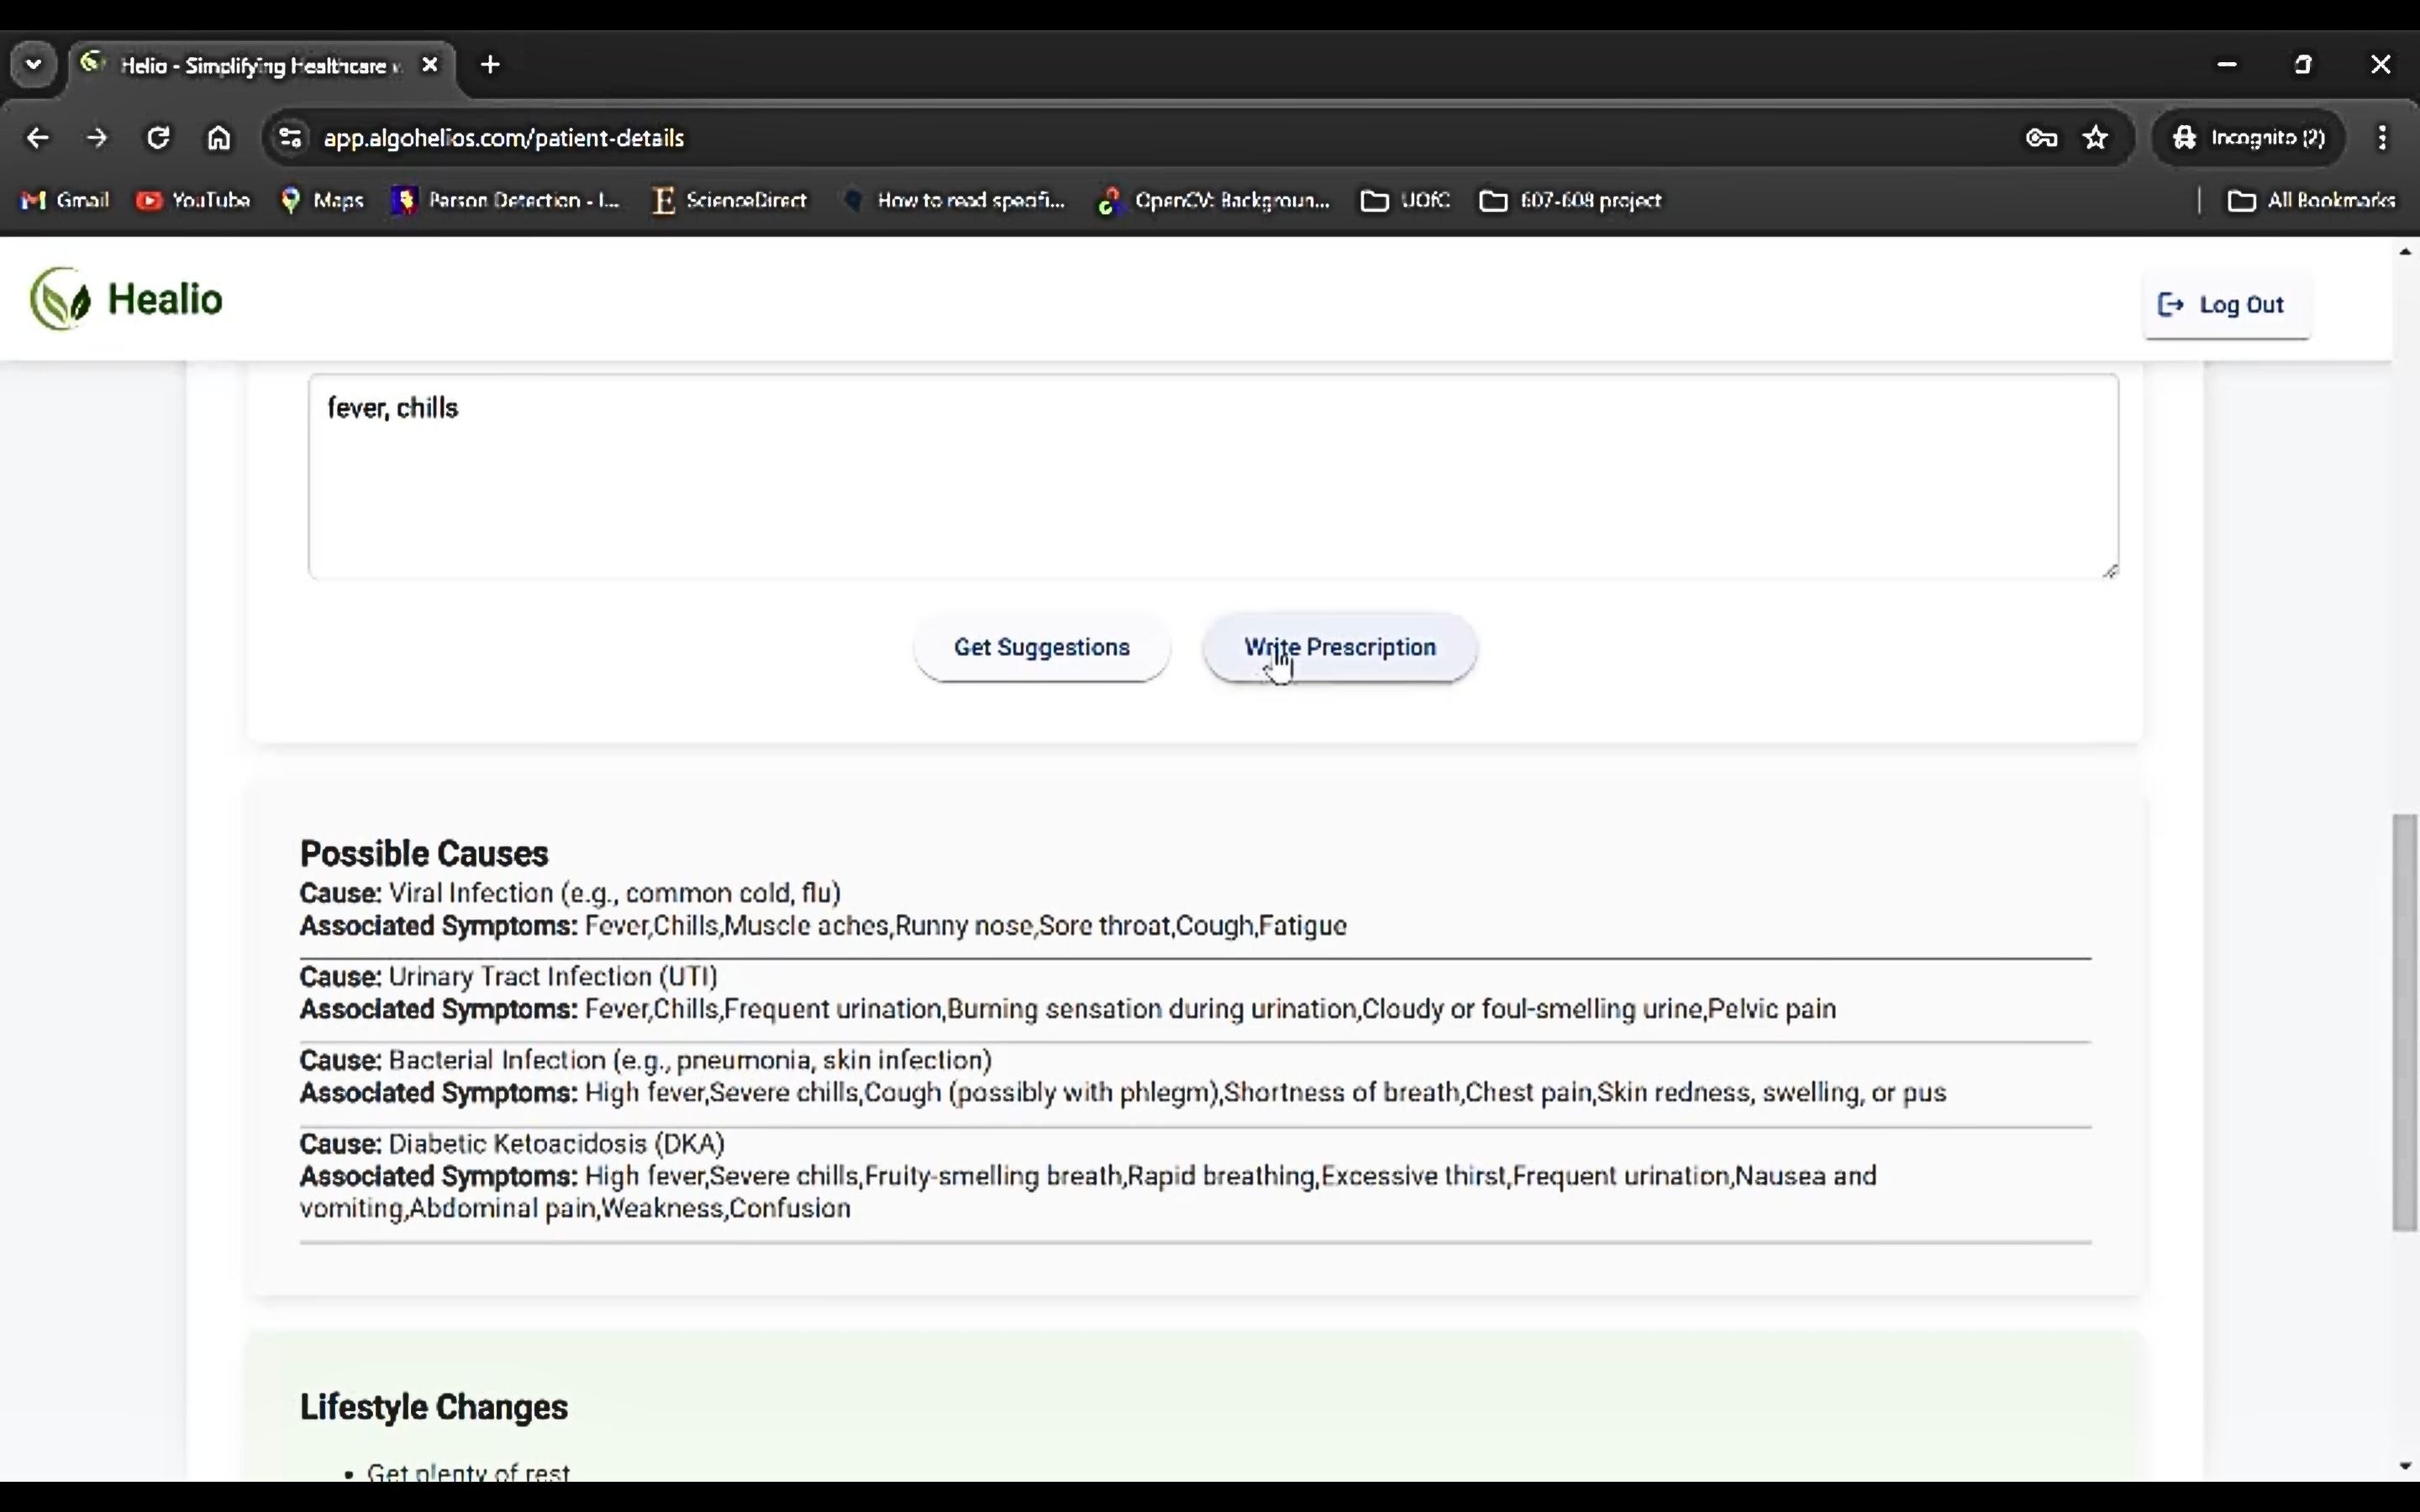 Helio - Simplifying Healthcare
app.algohelios.com/patient-details
Incognito (2)
Gmail
YouTube
Maps
Person Detection - I...
ScienceDirect
How to read specifi...
OpenCV: Backgroun...
UOfC
607-608 project
All Bookmarks
Healio
Log Out
fever, chills
Get Suggestions
Write Prescription
Possible Causes
Cause: Viral Infection (e.g., common cold, flu)
Associated Symptoms: Fever,Chills,Muscle aches,Runny nose,Sore throat,Cough,Fatigue
Cause: Urinary Tract Infection (UTI)
Associated Symptoms: Fever,Chills,Frequent urination,Burning sensation during urination,Cloudy or foul-smelling urine,Pelvic pain
Cause: Bacterial Infection (e.g., pneumonia, skin infection)
Associated Symptoms: High fever,Severe chills,Cough (possibly with phlegm),Shortness of breath,Chest pain,Skin redness, swelling, or pus
Cause: Diabetic Ketoacidosis (DKA)
Associated Symptoms: High fever,Severe chills,Fruity-smelling breath,Rapid breathing,Excessive thirst,Frequent urination,Nausea and
vomiting,Abdominal pain,Weakness,Confusion
Lifestyle Changes
• Get plenty of rest